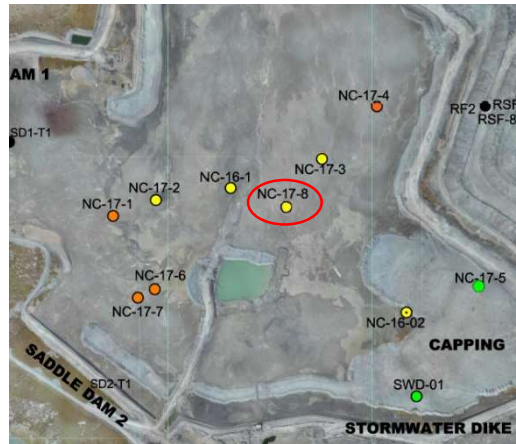 AM 1
SD1-T1
NC-17-4
RF2
RSF
RSF-8
NC-17-3
NC-16-1
NC-17-2
NC-17-8
NC-17-1
NC-17-6
NC-17-7
NC-17-5
NC-16-02
CAPPING
SADDLE DAM 2
SD2-T1
SWD-01
STORMWATER DIKE